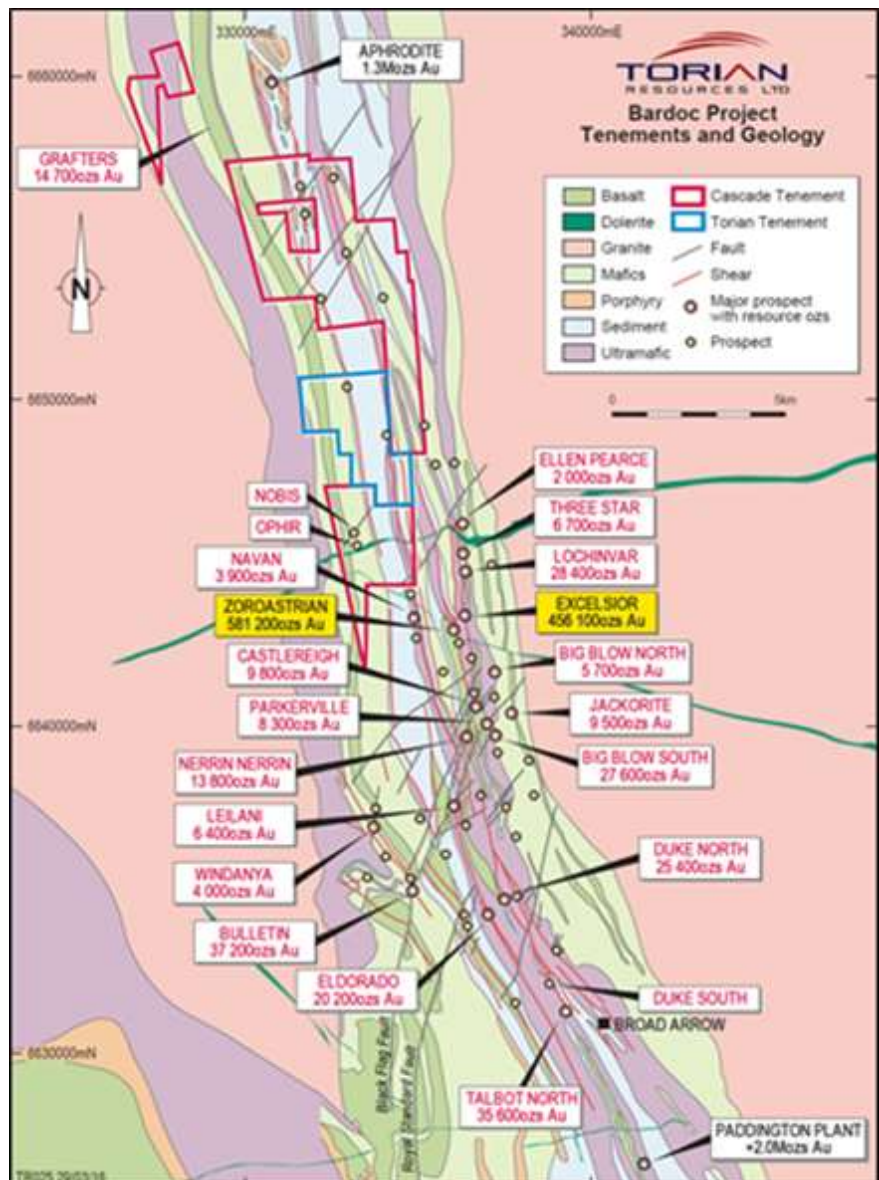 330000mE
340000mE
TORIAN
RESOURCES LTD
Bardoc Project
Tenements and Geology
6660000mN
APHRODITE
1.3Mozs Au
GRAFTERS
14 700ozs Au
Basalt
Dolerite
Granite
Mafics
Porphyry
Sediment
Ultramafic
Cascade Tenement
Torian Tenement
Fault
Shear
Major prospect
with resource ozs
Prospect
N
6650000mN
0
5km
ELLEN PEARCE
2 000ozs Au
NOBIS
THREE STAR
6 700ozs Au
OPHIR
NAVAN
3 900ozs Au
LOCHINVAR
28 400ozs Au
ZOROASTRIAN
581 200ozs Au
EXCELSIOR
456 100ozs Au
CASTLEREIGH
9 800ozs Au
BIG BLOW NORTH
5 700ozs Au
PARKERVILLE
8 300ozs Au
JACKORITE
9 500ozs Au
6640000mN
NERRIN NERRIN
13 800ozs Au
BIG BLOW SOUTH
27 600ozs Au
LEILANI
6 400ozs Au
WINDANYA
4 000ozs Au
DUKE NORTH
25 400ozs Au
BULLETIN
37 200ozs Au
ELDORADO
20 200ozs Au
DUKE SOUTH
BROAD ARROW
6630000mN
Black Flag Fault
Royal Standard Fault
TALBOT NORTH
35 600ozs Au
PADDINGTON PLANT
+2.0Mozs Au